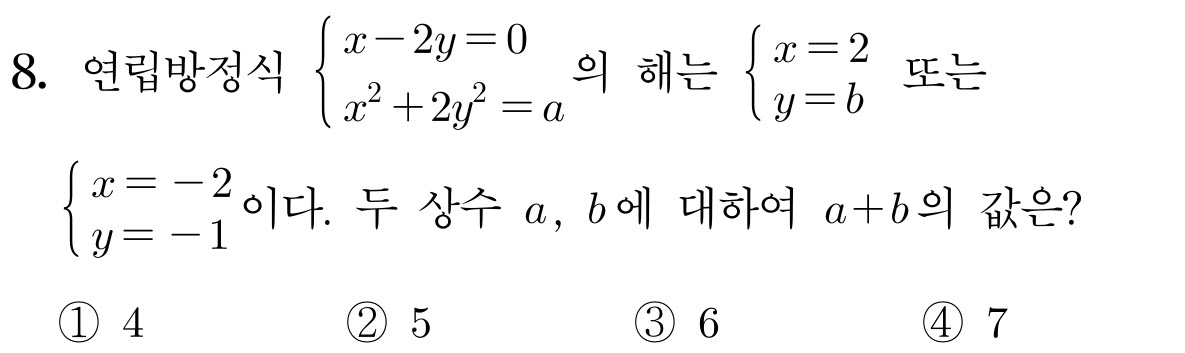 8. 연립방정식 { x-2y=0 x²+2y²=a 의 해는 { x=2 y=b 또는
{ x=-2 y=-1 이다. 두 상수 a, b에 대하여 a+b의 값은?
① 4 ② 5 ③ 6 ④ 7